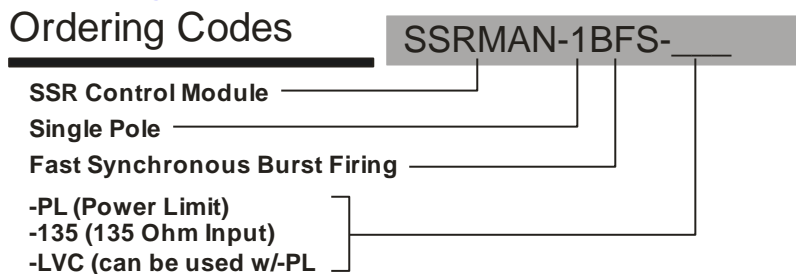 Ordering Codes
SSRMAN-1BFS-___
SSR Control Module
Single Pole
Fast Synchronous Burst Firing
-PL (Power Limit)
-135 (135 Ohm Input)
-LVC (can be used w/-PL